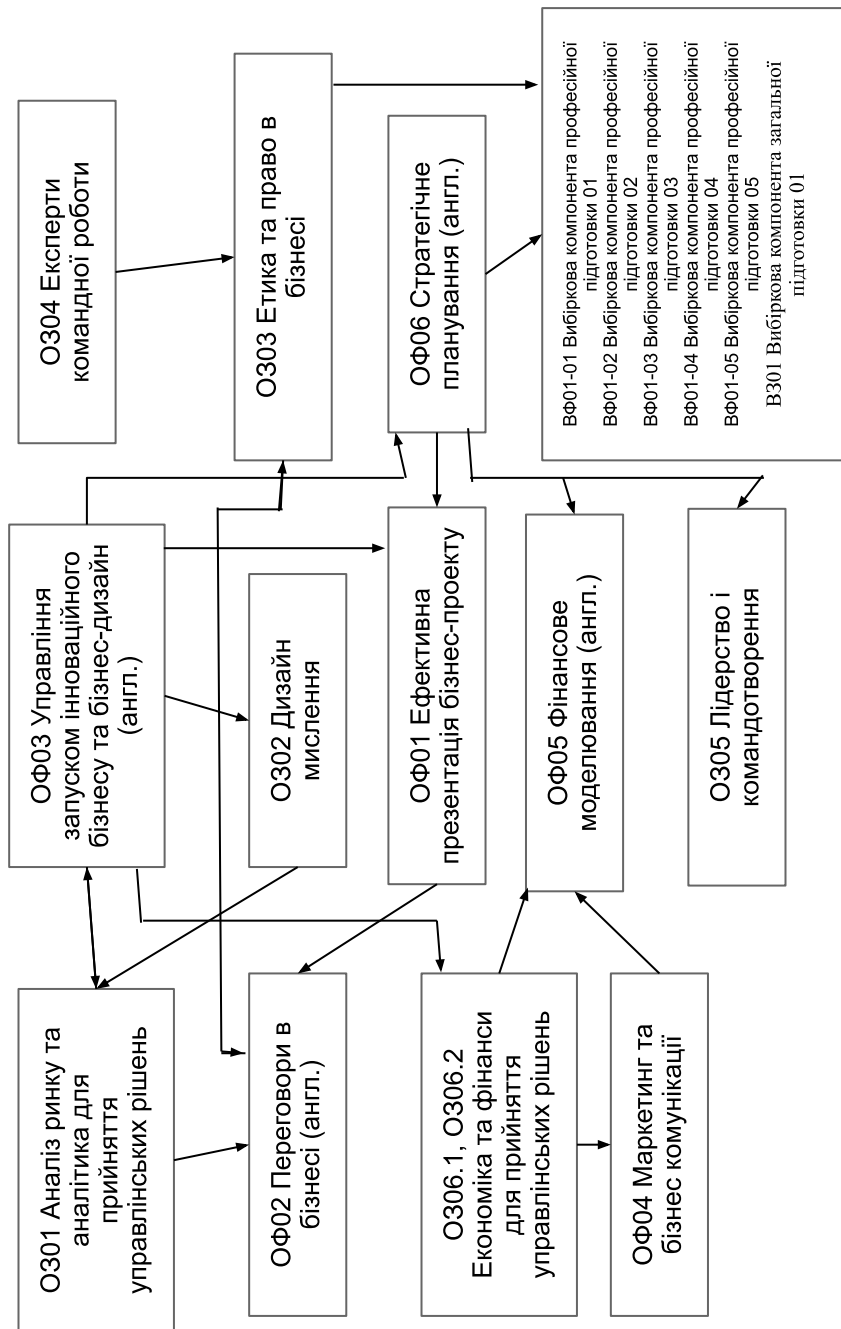 ОЗ01 Аналіз ринку та
аналітика для
прийняття
управлінських рішень
ОФ03 Управління
запуском інноваційного
бізнесу та бізнес-дизайн
(англ.)
ОЗ04 Експерти
командної роботи
ОФ02 Переговори в
бізнесі (англ.)
ОЗ02 Дизайн
мислення
ОЗ03 Етика та право в
бізнесі
ОЗ06.1, ОЗ06.2
Економіка та фінанси
для прийняття
управлінських рішень
ОФ01 Ефективна
презентація бізнес-проекту
ОФ06 Стратегічне
планування (англ.)
ОФ04 Маркетинг та
бізнес комунікації
ОФ05 Фінансове
моделювання (англ.)
ОЗ05 Лідерство і
командотворення
ВФ01-01 Вибіркова компонента професійної
підготовки 01
ВФ01-02 Вибіркова компонента професійної
підготовки 02
ВФ01-03 Вибіркова компонента професійної
підготовки 03
ВФ01-04 Вибіркова компонента професійної
підготовки 04
ВФ01-05 Вибіркова компонента професійної
підготовки 05
ВЗ01 Вибіркова компонента загальної
підготовки 01